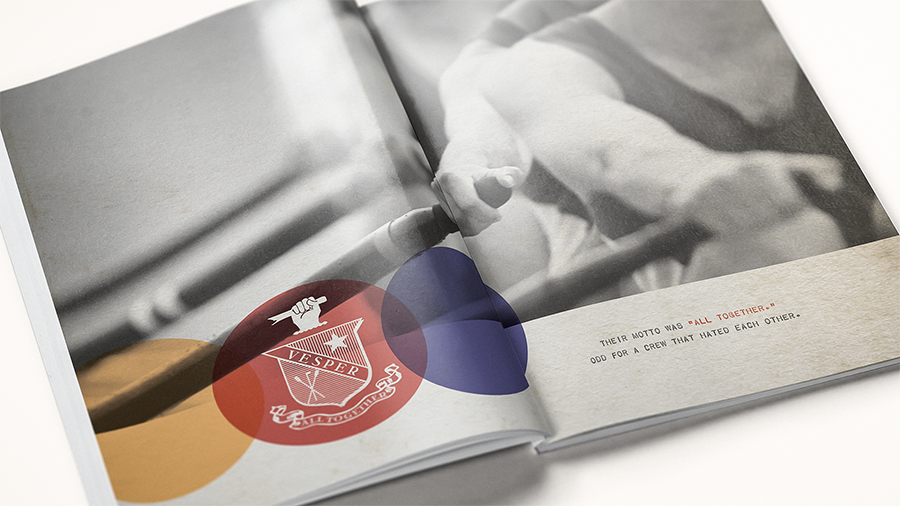 VESPER
ALL TOGETHER
THEIR MOTTO WAS "ALL TOGETHER."
ODD FOR A CREW THAT HATED EACH OTHER.